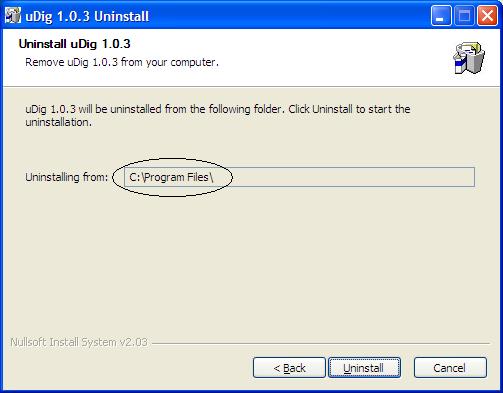 uDig 1.0.3 Uninstall
Uninstall uDig 1.0.3
Remove uDig 1.0.3 from your computer.
uDig 1.0.3 will be uninstalled from the following folder. Click Uninstall to start the
uninstallation.
Uninstalling from: C:\Program Files\
Nullsoft Install System v2.03
< Back Uninstall Cancel